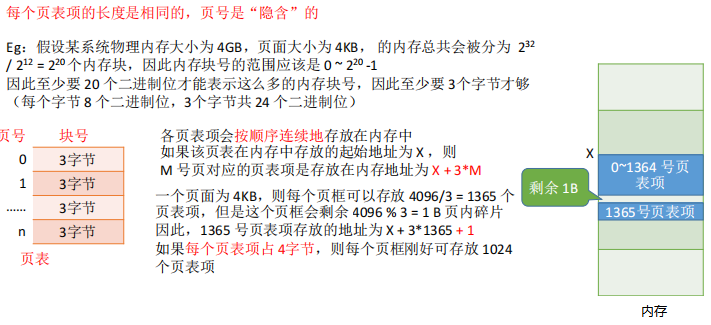 每个页表项的长度是相同的，页号是“隐含”的
Eg：假设某系统物理内存大小为 4GB，页面大小为 4KB， 的内存总共会被分为 2³²
/ 2¹² = 2²⁰ 个内存块，因此内存块号的范围应该是 0 ~ 2²⁰ -1
因此至少要 20 个二进制位才能表示这么多的内存块号，因此至少要 3个字节才够
（每个字节 8 个二进制位，3个字节共 24 个二进制位）
页号 块号
0 3字节
1 3字节
…… 3字节
n 3字节
页表
各页表项会按顺序连续地存放在内存中
如果该页表在内存中存放的起始地址为 X ，则
M 号页对应的页表项是存放在内存地址为 X + 3*M
一个页面为 4KB，则每个页框可以存放 4096/3 = 1365 个
页表项，但是这个页框会剩余 4096 % 3 = 1 B 页内碎片
因此，1365 号页表项存放的地址为 X + 3*1365 + 1
如果每个页表项占 4字节，则每个页框刚好可存放 1024
个页表项
X
0~1364 号页
表项
剩余 1B
1365号页表项
内存